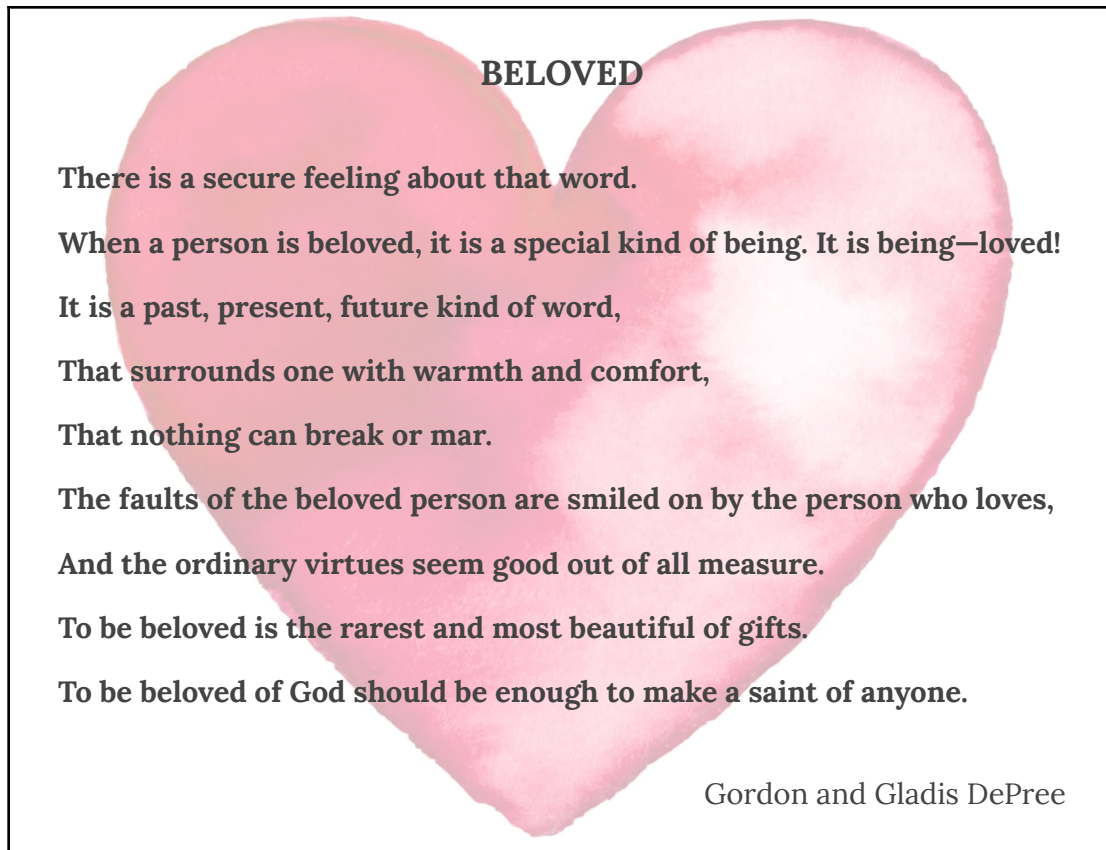 BELOVED
There is a secure feeling about that word.
When a person is beloved, it is a special kind of being. It is being—loved!
It is a past, present, future kind of word,
That surrounds one with warmth and comfort,
That nothing can break or mar.
The faults of the beloved person are smiled on by the person who loves,
And the ordinary virtues seem good out of all measure.
To be beloved is the rarest and most beautiful of gifts.
To be beloved of God should be enough to make a saint of anyone.
Gordon and Gladis DePree